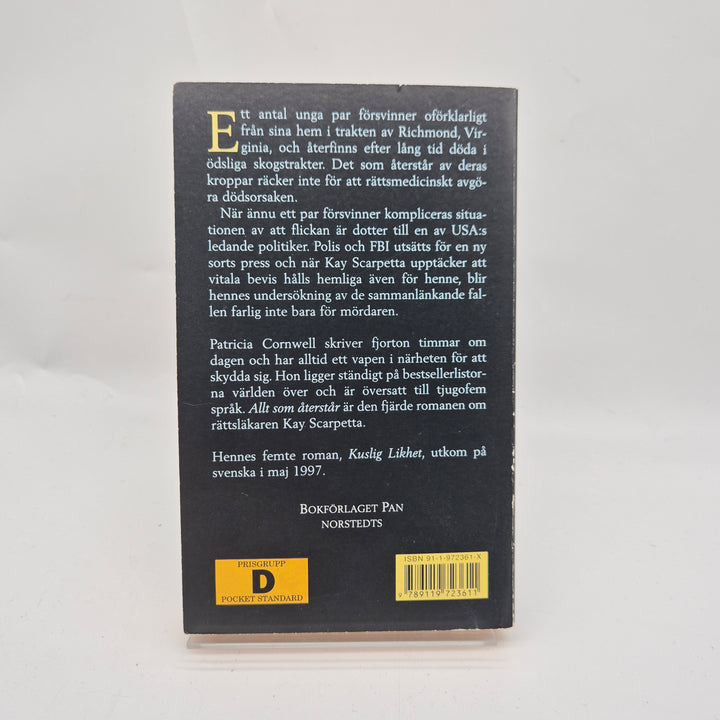 Ett antal unga par försvinner oförklarligt
från sina hem i trakten av Richmond, Vir-
ginia, och återfinns efter lång tid döda i
ödsliga skogstrakter. Det som återstår av deras
kroppar räcker inte för att rättsmedicinskt avgö-
ra dödsorsaken.
När ännu ett par försvinner kompliceras situa-
tionen av att flickan är dotter till en av USA:s
ledande politiker. Polis och FBI utsätts för en ny
sorts press och när Kay Scarpetta upptäcker att
vitala bevis hålls hemliga även för henne, blir
hennes undersökning av de sammanlänkande fal-
len farlig inte bara för mördaren.
Patricia Cornwell skriver fjorton timmar om
dagen och har alltid ett vapen i närheten för att
skydda sig. Hon ligger ständigt på bestsellerlistor-
na världen över och är översatt till tjugofem
språk. Allt som återstår är den fjärde romanen om
rättsläkaren Kay Scarpetta.
Hennes femte roman, Kuslig Likhet, utkom på
svenska i maj 1997.
BOKFÖRLAGET PAN
NORSTEDTS
PRISGRUPP
D
POCKET STANDARD
ISBN 91-1-972361-X
9 789119 723611